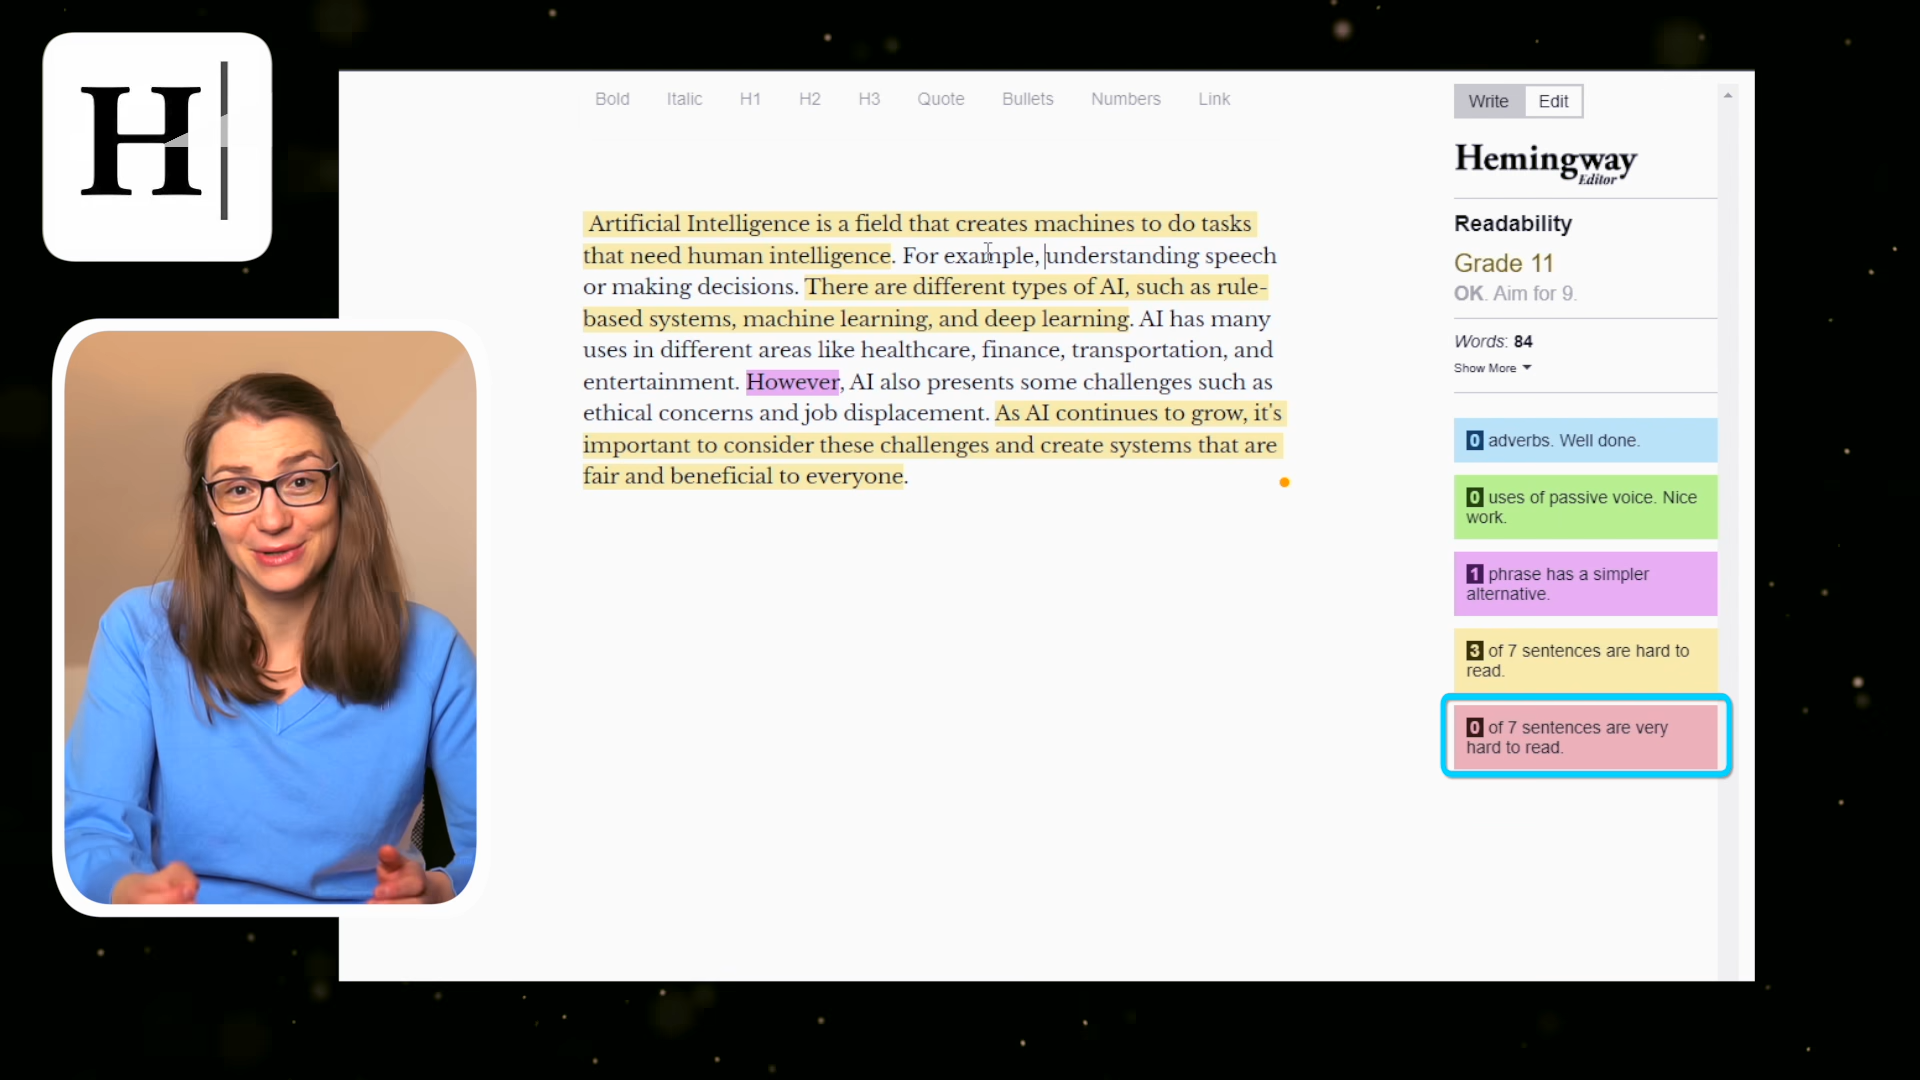 H
Bold Italic H1 H2 H3 Quote Bullets Numbers Link
Artificial Intelligence is a field that creates machines to do tasks
that need human intelligence. For example, understanding speech
or making decisions. There are different types of AI, such as rule-
based systems, machine learning, and deep learning. AI has many
uses in different areas like healthcare, finance, transportation, and
entertainment. However, AI also presents some challenges such as
ethical concerns and job displacement. As AI continues to grow, it's
important to consider these challenges and create systems that are
fair and beneficial to everyone.
Write Edit
Hemingway
Editor
Readability
Grade 11
OK. Aim for 9.
Words: 84
Show More
0 adverbs. Well done.
0 uses of passive voice. Nice
work.
1 phrase has a simpler
alternative.
3 of 7 sentences are hard to
read.
0 of 7 sentences are very
hard to read.